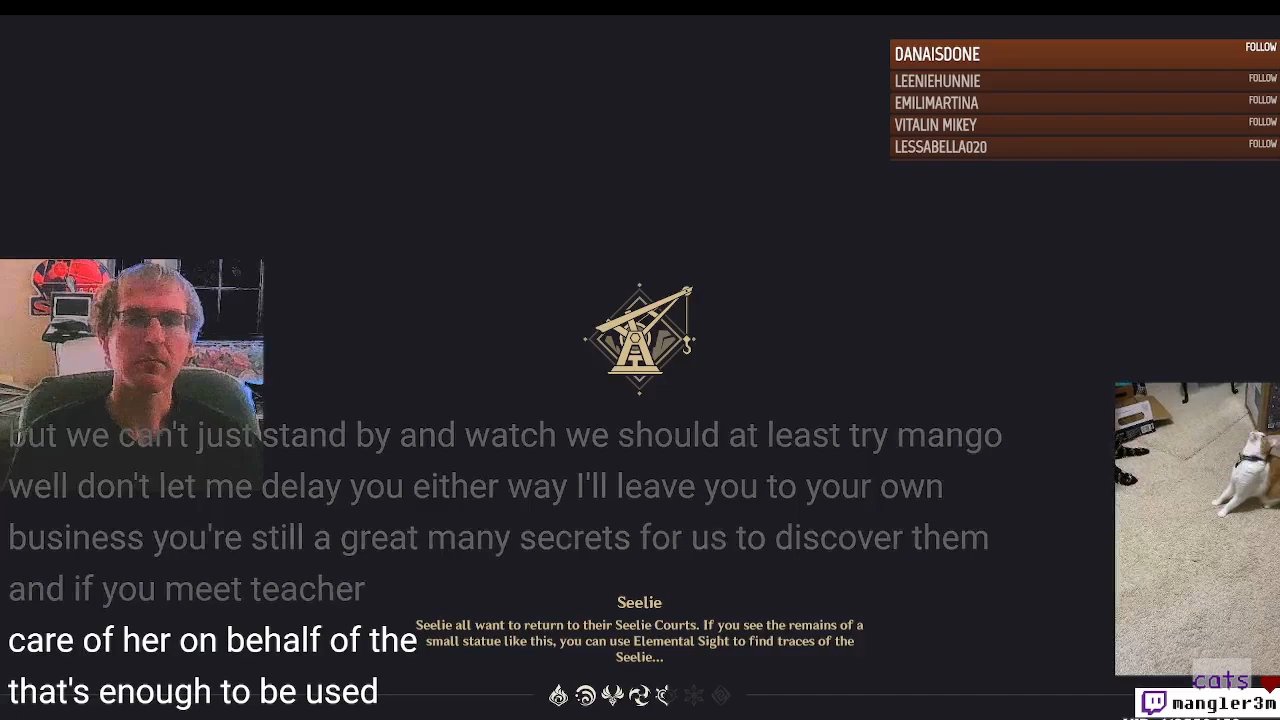 DANAISDONE FOLLOW
LEENIEHUNNIE FOLLOW
EMILIMARTINA FOLLOW
VITALIN MIKEY FOLLOW
LESSABELLA020 FOLLOW
but we can't just stand by and watch we should at least try mango
well don't let me delay you either way I'll leave you to your own
business you're still a great many secrets for us to discover them
and if you meet teacher
care of her on behalf of the
that's enough to be used
Seelie
Seelie all want to return to their Seelie Courts. If you see the remains of a
small statue like this, you can use Elemental Sight to find traces of the
Seelie...
cats
mangler3m